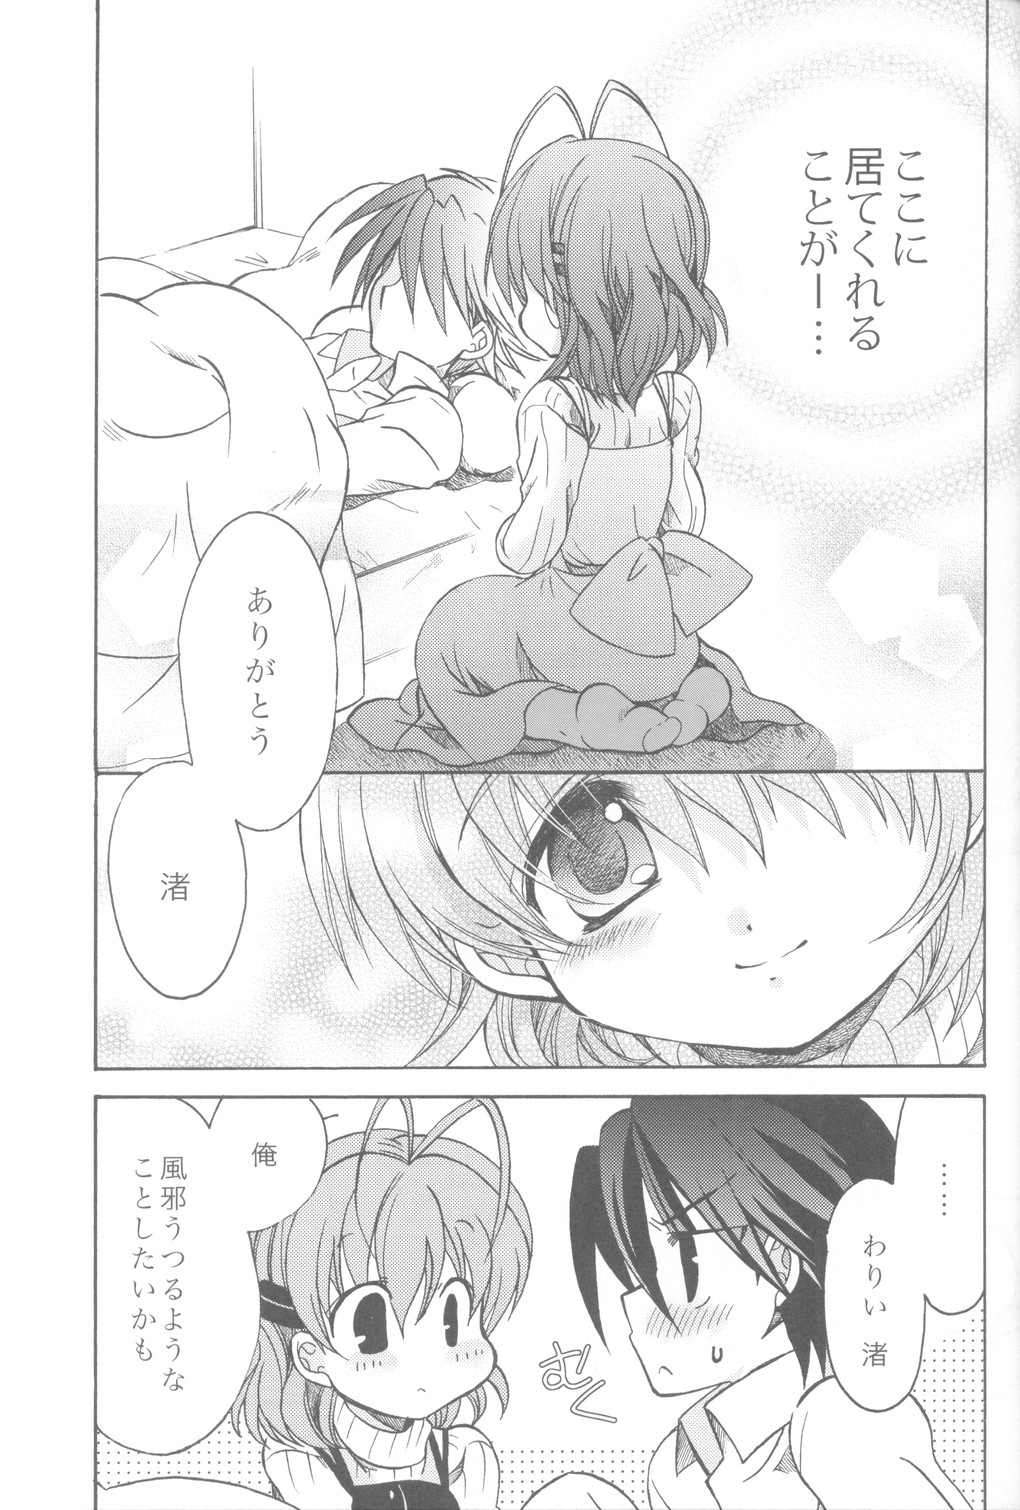 ここに
居てくれる
ことがー…
ありがとう
渚
……
わりい 渚
むく
俺
風邪うつるような
ことしたいかも